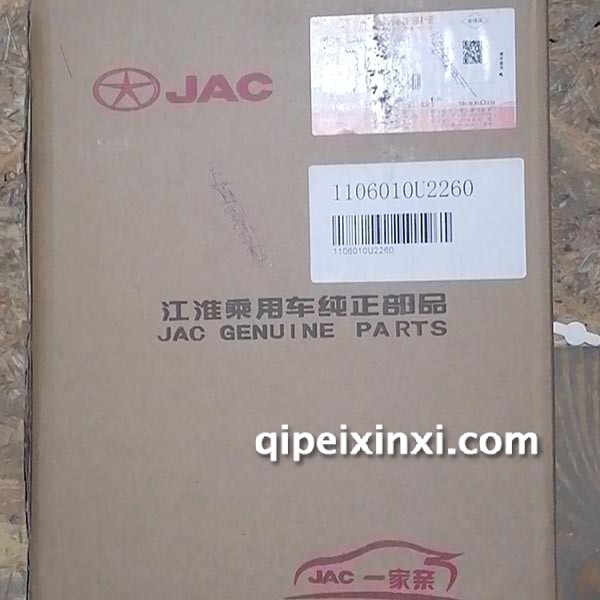 JAC
1106010U2260
1106010U2260
江淮乘用车纯正部品
JAC GENUINE PARTS
qipeixinxi.com
JAC 一家亲